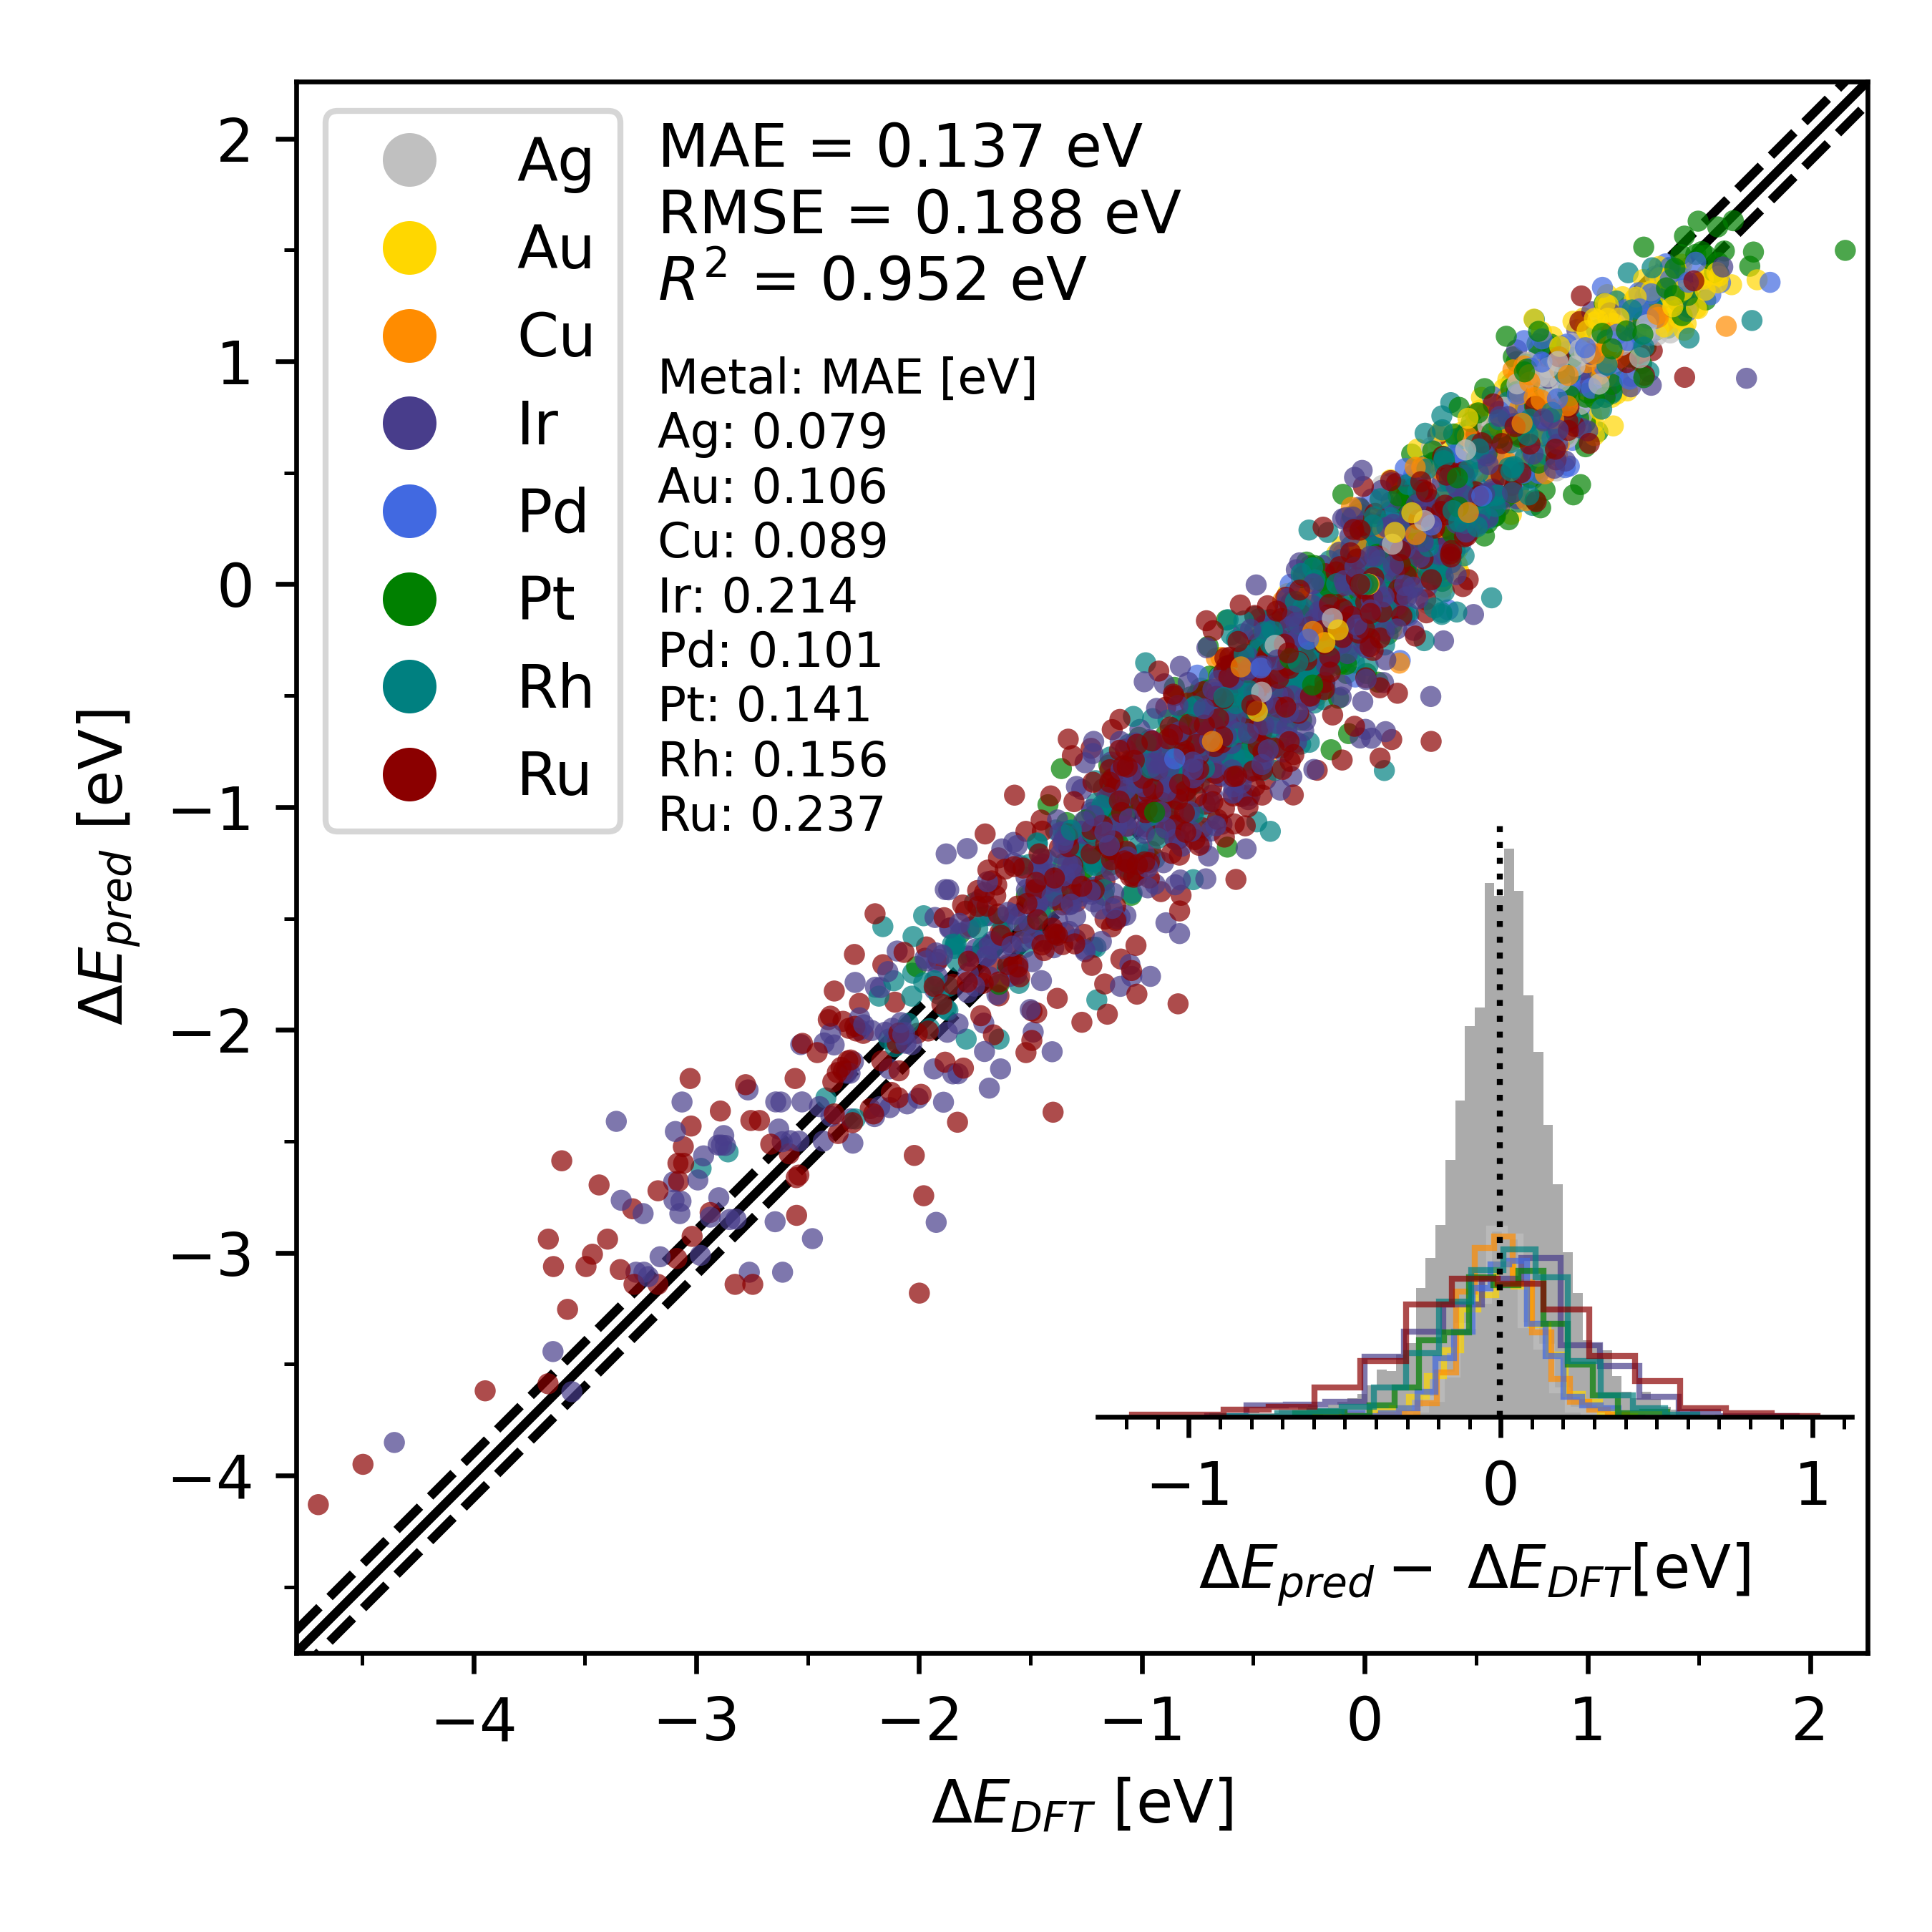 2
1
0
−1
−2
−3
−4
ΔE_pred [eV]
Ag
Au
Cu
Ir
Pd
Pt
Rh
Ru
MAE = 0.137 eV
RMSE = 0.188 eV
R² = 0.952 eV
Metal: MAE [eV]
Ag: 0.079
Au: 0.106
Cu: 0.089
Ir: 0.214
Pd: 0.101
Pt: 0.141
Rh: 0.156
Ru: 0.237
−1 0 1
ΔE_pred − ΔE_DFT[eV]
−4 −3 −2 −1 0 1 2
ΔE_DFT [eV]